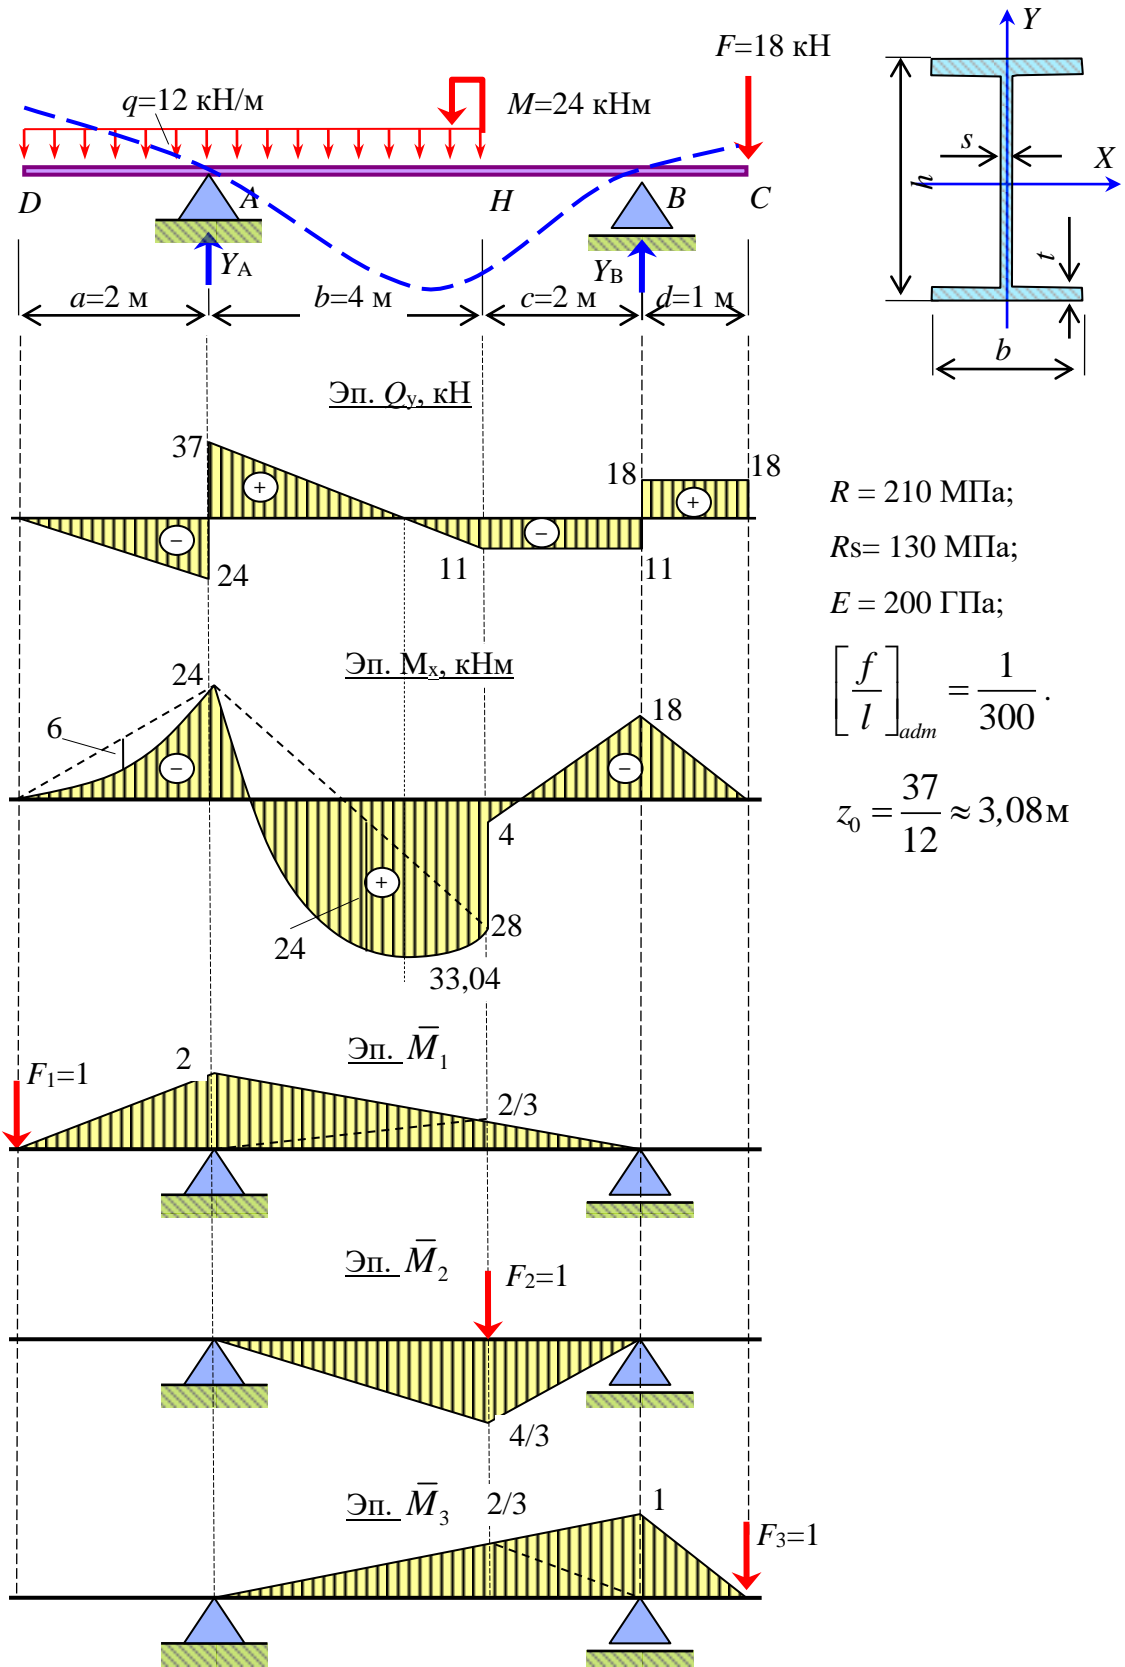 F=18 кН
Y
q=12 кН/м
M=24 кНм
s
X
h
D
A
H
B
C
t
Y_A
Y_B
a=2 м
b=4 м
c=2 м
d=1 м
b
Эп. Q_y, кН
37
+
−
24
11
−
11
18
+
18
R = 210 МПа;
Rs= 130 МПа;
E = 200 ГПа;
[f/l]_adm = 1/300.
z_0 = 37/12 ≈ 3,08м
Эп. M_x, кНм
24
6
−
+
24
33,04
28
4
−
18
Эп. M̅_1
F_1=1
2
2/3
Эп. M̅_2
F_2=1
4/3
Эп. M̅_3
2/3
1
F_3=1